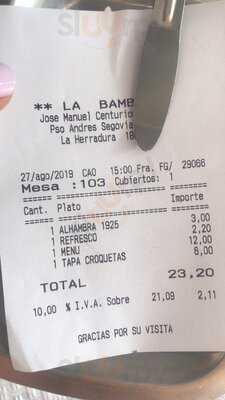 ** LA BAMB
Jose Manuel Centurion
Pso Andres Segovia
La Herradura 18
27/ago/2019 CAO 15:00 Fra. FG/ 29066
Mesa :103 Cubiertos: 1
Cant. Plato Importe
1 ALHAMBRA 1925 3,00
1 REFRESCO 2,20
1 MENU 12,00
1 TAPA CROQUETAS 6,00
TOTAL 23,20
10,00 % I.V.A. Sobre 21,09 2,11
GRACIAS POR SU VISITA